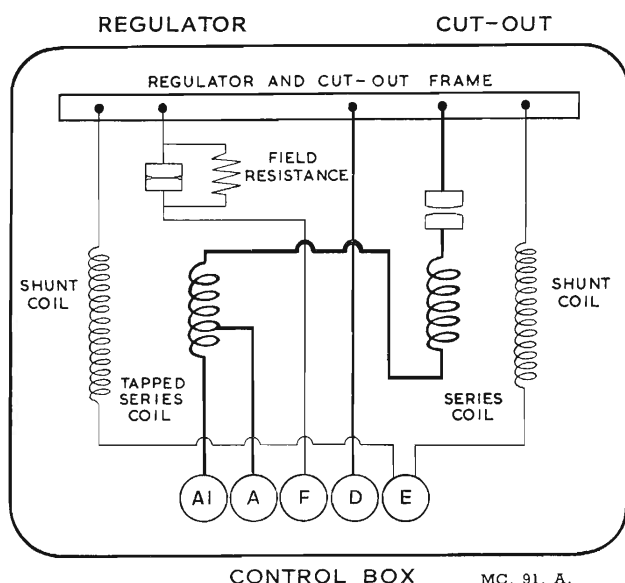 REGULATOR CUT-OUT
REGULATOR AND CUT-OUT FRAME
FIELD
RESISTANCE
SHUNT
COIL
SHUNT
COIL
TAPPED
SERIES
COIL
SERIES
COIL
A1 A F D E
CONTROL BOX
MC. 91. A.